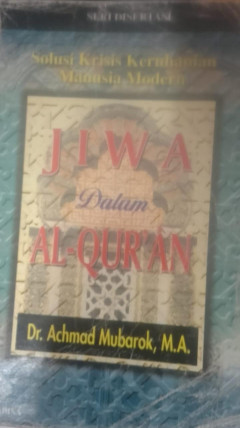 SERI DISERTASI
Solusi Krisis Keruhanian
Manusia Modern
JIWA
Dalam
AL-QUR'AN
Dr. Achmad Mubarok, M.A.